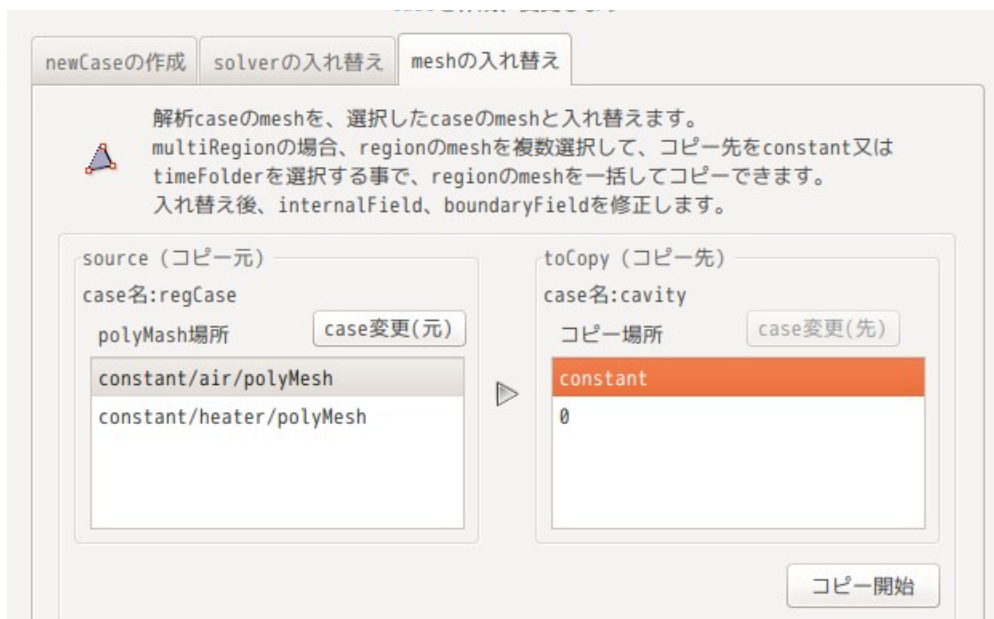 newCaseの作成 solverの入れ替え meshの入れ替え
解析caseのmeshを、選択したcaseのmeshと入れ替えます。
multiRegionの場合、regionのmeshを複数選択して、コピー先をconstant又は
timeFolderを選択する事で、regionのmeshを一括してコピーできます。
入れ替え後、internalField、boundaryFieldを修正します。
source (コピー元)
case名:regCase
polyMash場所 case変更(元)
constant/air/polyMesh
constant/heater/polyMesh
toCopy (コピー先)
case名:cavity
コピー場所 case変更(先)
constant
0
コピー開始